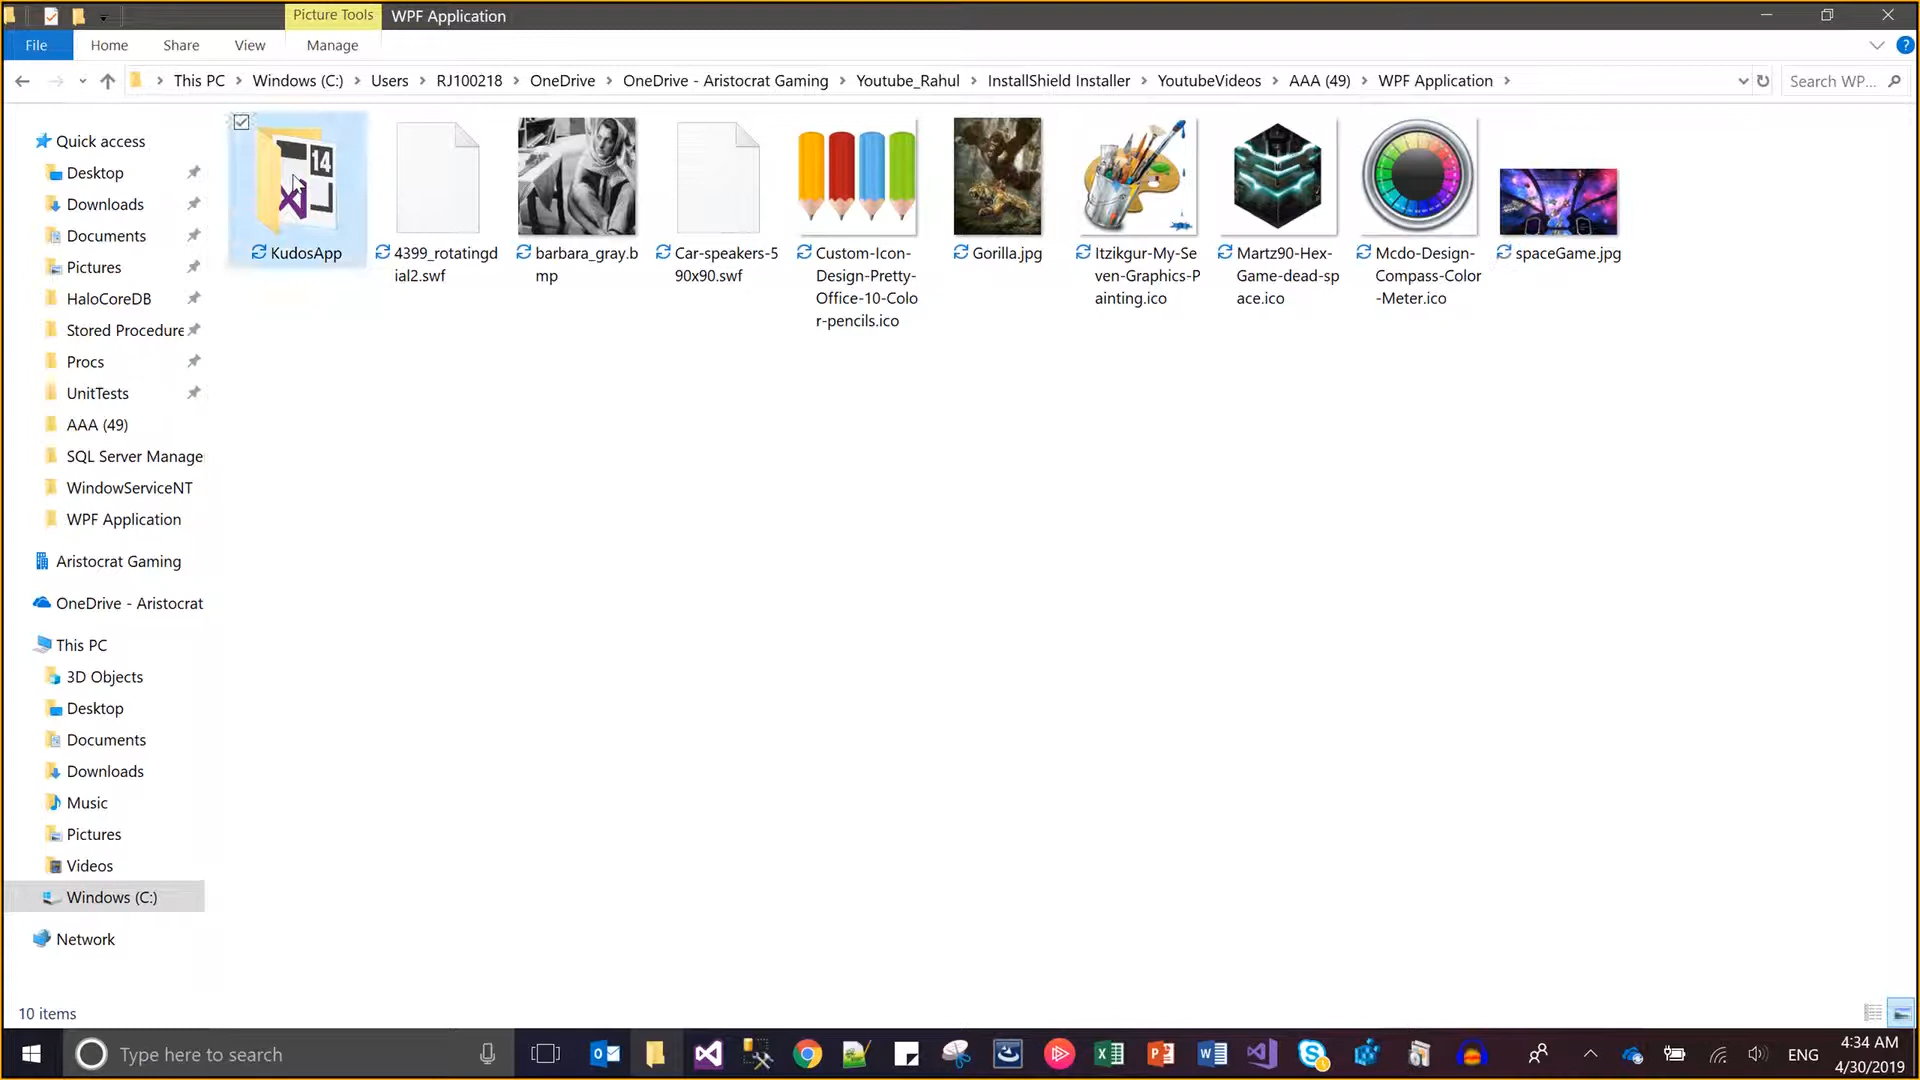 Picture Tools
WPF Application
File
Home
Share
View
Manage
This PC
Windows (C:)
Users
RJ100218
OneDrive
OneDrive - Aristocrat Gaming
Youtube_Rahul
InstallShield Installer
YoutubeVideos
AAA (49)
WPF Application
Search WP...
Quick access
Desktop
Downloads
Documents
Pictures
HaloCoreDB
Stored Procedure
Procs
UnitTests
AAA (49)
SQL Server Manage
WindowServiceNT
WPF Application
Aristocrat Gaming
OneDrive - Aristocrat
This PC
3D Objects
Desktop
Documents
Downloads
Music
Pictures
Videos
Windows (C:)
Network
14
KudosApp
4399_rotatingd
ial2.swf
barbara_gray.b
mp
Car-speakers-5
90x90.swf
Custom-Icon-
Design-Pretty-
Office-10-Colo
r-pencils.ico
Gorilla.jpg
Itzikgur-My-Se
ven-Graphics-P
ainting.ico
Martz90-Hex-
Game-dead-sp
ace.ico
Mcdo-Design-
Compass-Color
-Meter.ico
spaceGame.jpg
10 items
Type here to search
ENG
4:34 AM
4/30/2019